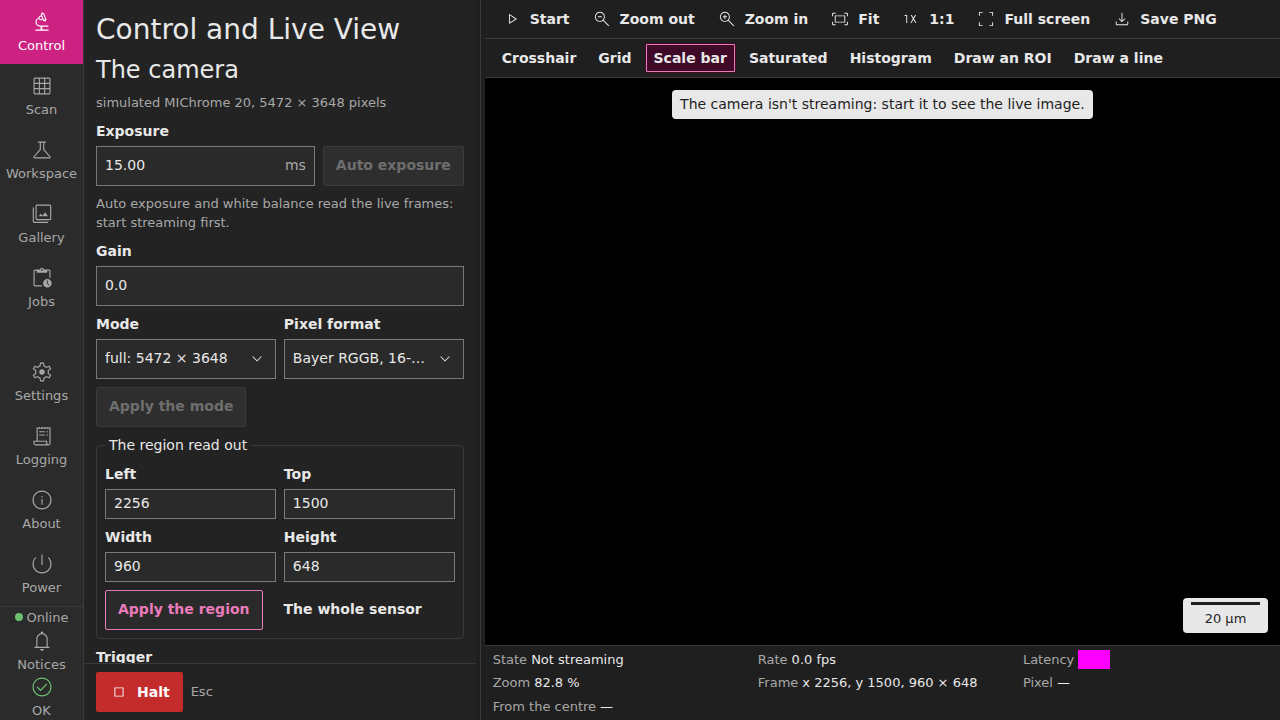 Control
Scan
Workspace
Gallery
Jobs
Settings
Logging
About
Power
Online
Notices
OK
Control and Live View
The camera
simulated MIChrome 20, 5472 × 3648 pixels
Exposure
15.00 ms
Auto exposure
Auto exposure and white balance read the live frames:
start streaming first.
Gain
0.0
Mode
Pixel format
full: 5472 × 3648
Bayer RGGB, 16-...
Apply the mode
The region read out
Left
Top
2256
1500
Width
Height
960
648
Apply the region
The whole sensor
Trigger
Halt
Esc
Start
Zoom out
Zoom in
Fit
1X 1:1
Full screen
Save PNG
Crosshair
Grid
Scale bar
Saturated
Histogram
Draw an ROI
Draw a line
The camera isn't streaming: start it to see the live image.
20 µm
State Not streaming
Rate 0.0 fps
Latency
Zoom 82.8 %
Frame x 2256, y 1500, 960 × 648
Pixel —
From the centre —